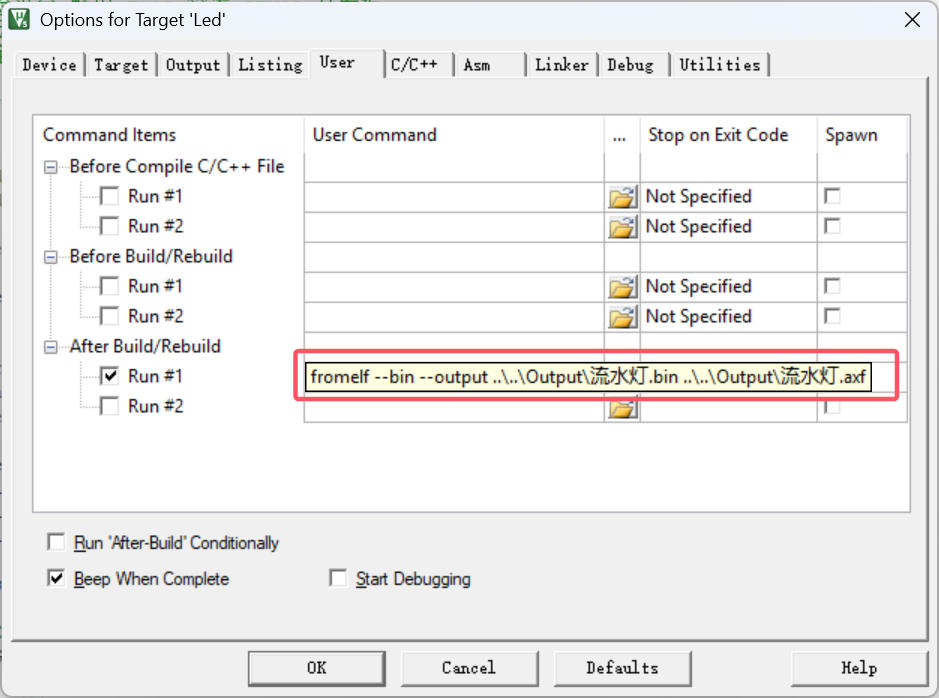 Options for Target 'Led'
Device Target Output Listing User C/C++ Asm Linker Debug Utilities
Command Items User Command ... Stop on Exit Code Spawn
Before Compile C/C++ File
Run #1 Not Specified
Run #2 Not Specified
Before Build/Rebuild
Run #1 Not Specified
Run #2 Not Specified
After Build/Rebuild
Run #1 fromelf --bin --output ..\..\Output\流水灯.bin ..\..\Output\流水灯.axf
Run #2
Run 'After-Build' Conditionally
Beep When Complete Start Debugging
OK Cancel Defaults Help